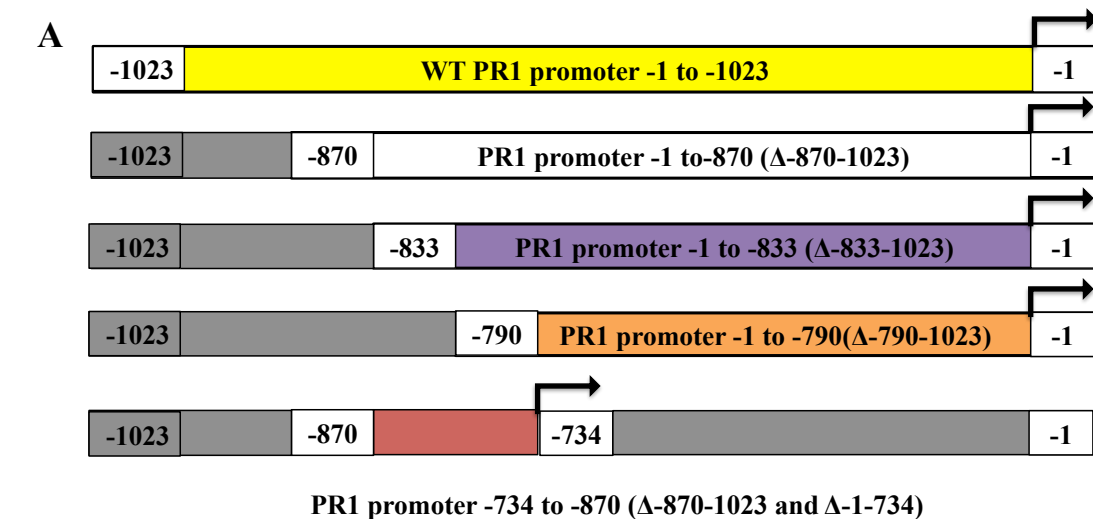 A
-1023 WT PR1 promoter -1 to -1023 -1
-1023 -870 PR1 promoter -1 to-870 (Δ-870-1023) -1
-1023 -833 PR1 promoter -1 to -833 (Δ-833-1023) -1
-1023 -790 PR1 promoter -1 to -790(Δ-790-1023) -1
-1023 -870 -734 -1
PR1 promoter -734 to -870 (Δ-870-1023 and Δ-1-734)